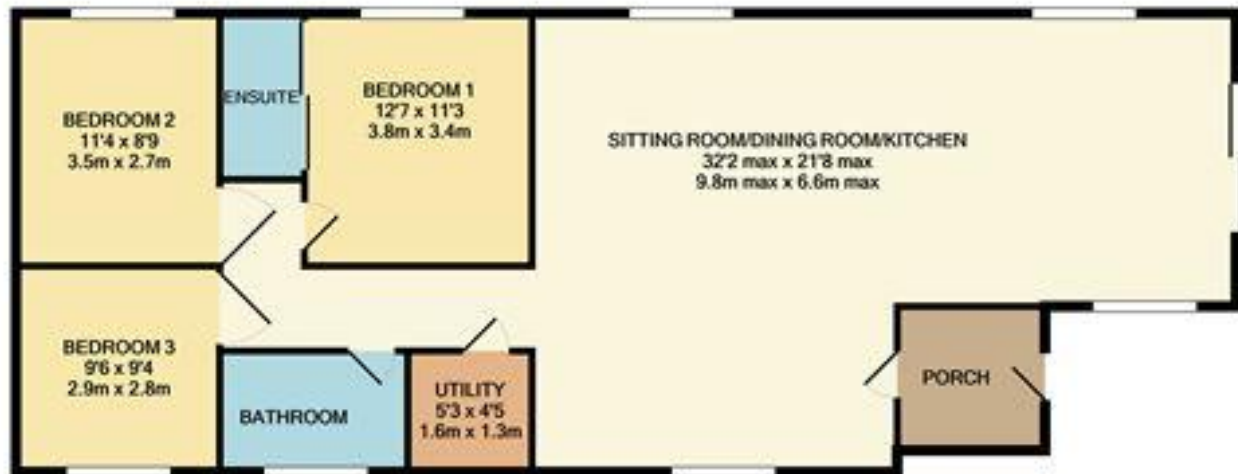 BEDROOM 2
11'4 x 8'9
3.5m x 2.7m
ENSUITE
BEDROOM 1
12'7 x 11'3
3.8m x 3.4m
SITTING ROOM/DINING ROOM/KITCHEN
32'2 max x 21'8 max
9.8m max x 6.6m max
BEDROOM 3
9'6 x 9'4
2.9m x 2.8m
BATHROOM
UTILITY
5'3 x 4'5
1.6m x 1.3m
PORCH